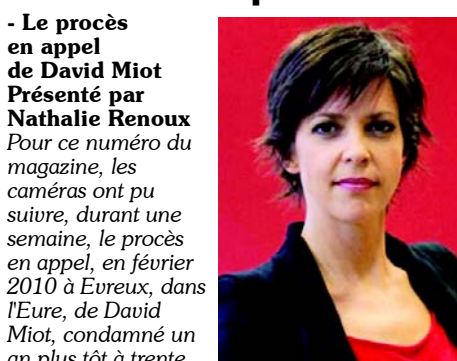 - Le procès
en appel
de David Miot
Présenté par
Nathalie Renoux
Pour ce numéro du
magazine, les
caméras ont pu
suivre, durant une
semaine, le procès
en appel, en février
2010 à Evreux, dans
l'Eure, de David
Miot, condamné un
an plus tôt à trente